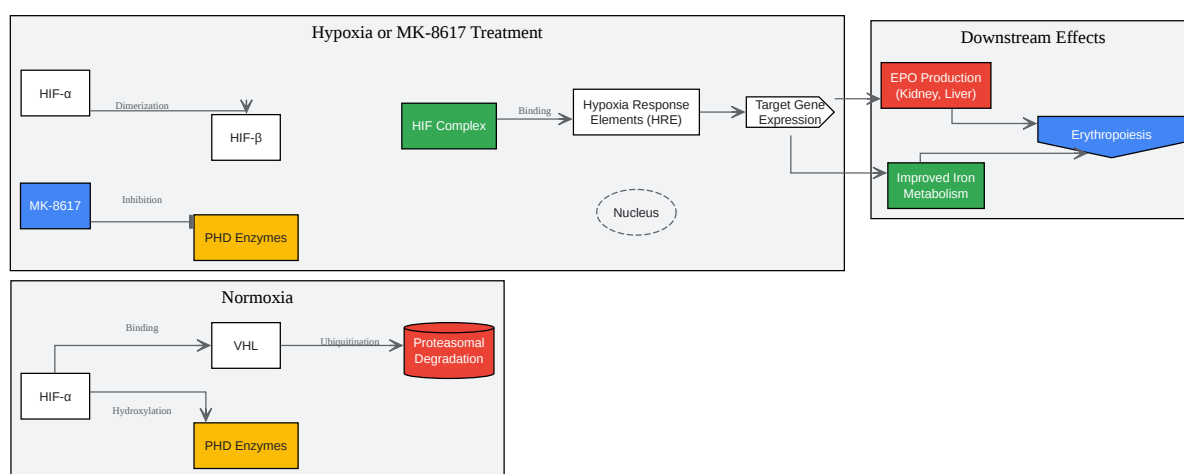 Hypoxia or MK-8617 Treatment
HIF-α
Dimerization
HIF-β
MK-8617
Inhibition
PHD Enzymes
HIF Complex
Binding
Hypoxia Response
Elements (HRE)
Target Gene
Expression
Nucleus
Downstream Effects
EPO Production
(Kidney, Liver)
Erythropoiesis
Improved Iron
Metabolism
Normoxia
Binding
VHL
Ubiquitination
Proteasomal
Degradation
HIF-α
Hydroxylation
PHD Enzymes